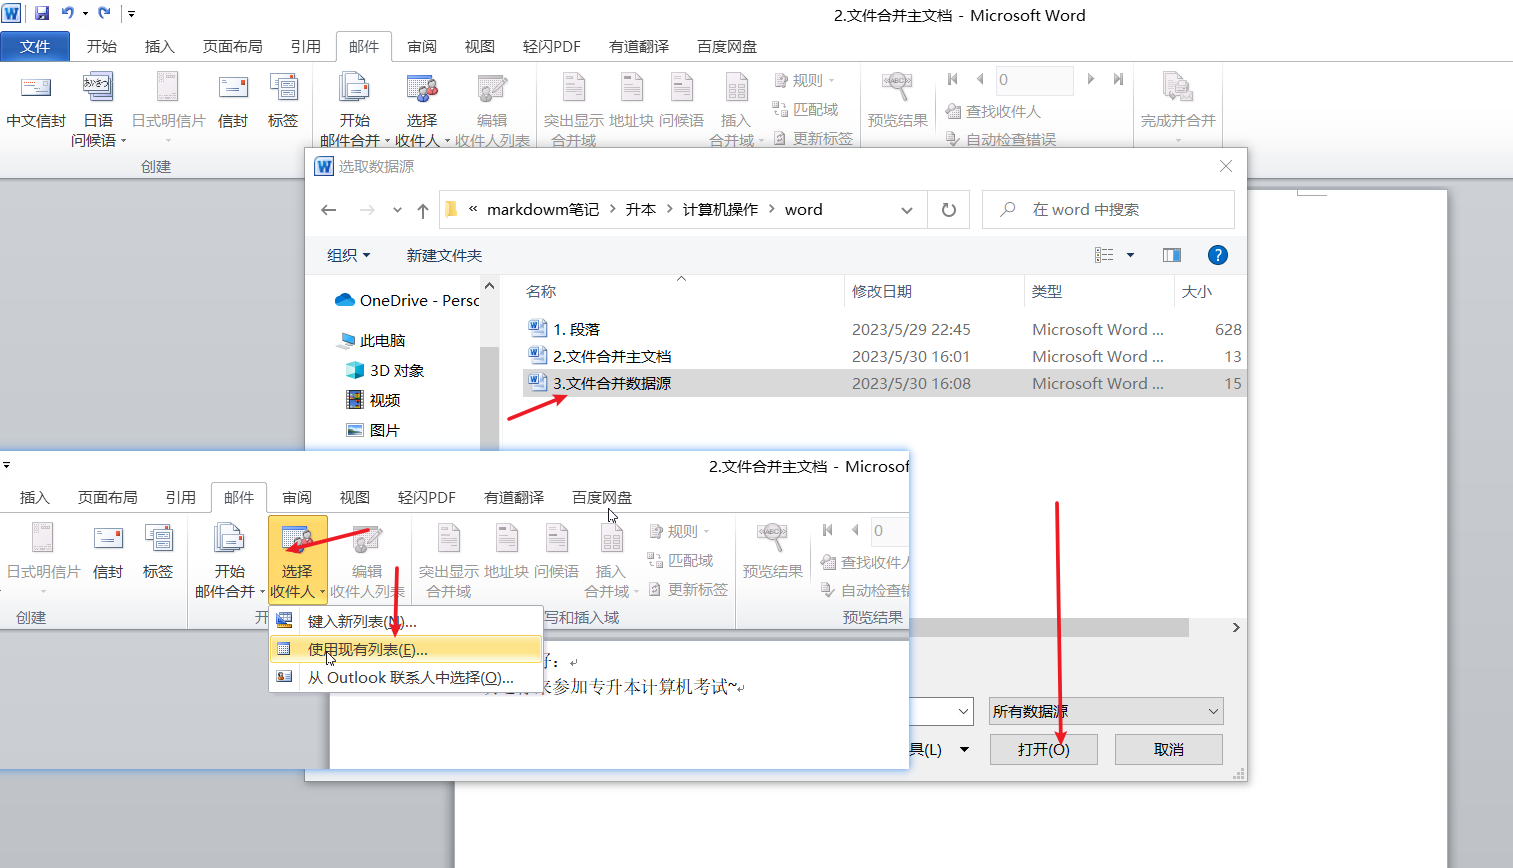 2.文件合并主文档 - Microsoft Word
文件 开始 插入 页面布局 引用 邮件 审阅 视图 轻闪PDF 有道翻译 百度网盘
中文信封 日语 问候语 日式明信片 信封 标签
创建
开始 邮件合并 选择 收件人 编辑 收件人列表
突出显示 合并域 地址块 问候语 插入 合并域
规则
匹配域
更新标签
预览结果
0
查找收件人
自动检查错误
完成并合并
选取数据源
« markdowm笔记 › 升本 › 计算机操作 › word
在 word 中搜索
组织 新建文件夹
OneDrive - Perso
此电脑
3D 对象
视频
图片
名称 修改日期 类型 大小
1. 段落 2023/5/29 22:45 Microsoft Word ... 628
2.文件合并主文档 2023/5/30 16:01 Microsoft Word ... 13
3.文件合并数据源 2023/5/30 16:08 Microsoft Word ... 15
2.文件合并主文档 - Microsof
插入 页面布局 引用 邮件 审阅 视图 轻闪PDF 有道翻译 百度网盘
日式明信片 信封 标签
创建
开始 邮件合并 选择 收件人 编辑 收件人列表
开
突出显示 合并域 地址块 问候语 插入 合并域
规则
匹配域
更新标签
写和插入域
预览结果
0
查找收件人
自动检查错
预览结果
键入新列表(N)...
使用现有列表(E)...
从 Outlook 联系人中选择(O)...
好：
来参加专升本计算机考试~
所有数据源
具(L) 打开(O) 取消